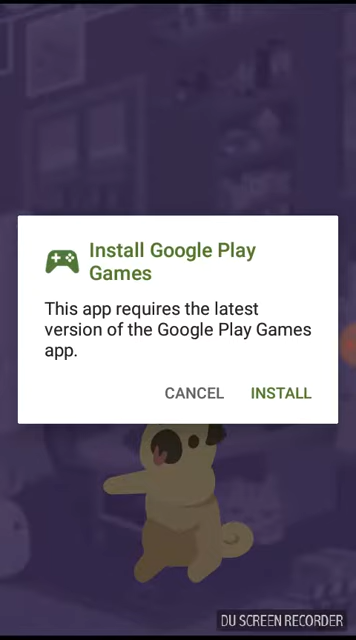 Install Google Play
Games
This app requires the latest
version of the Google Play Games
app.
CANCEL INSTALL
DU SCREEN RECORDER